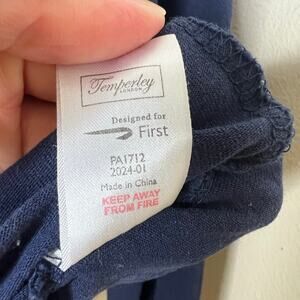 Temperley
LONDON
Designed for
First
PA1712
2024-01
Made in China
KEEP AWAY
FROM FIRE